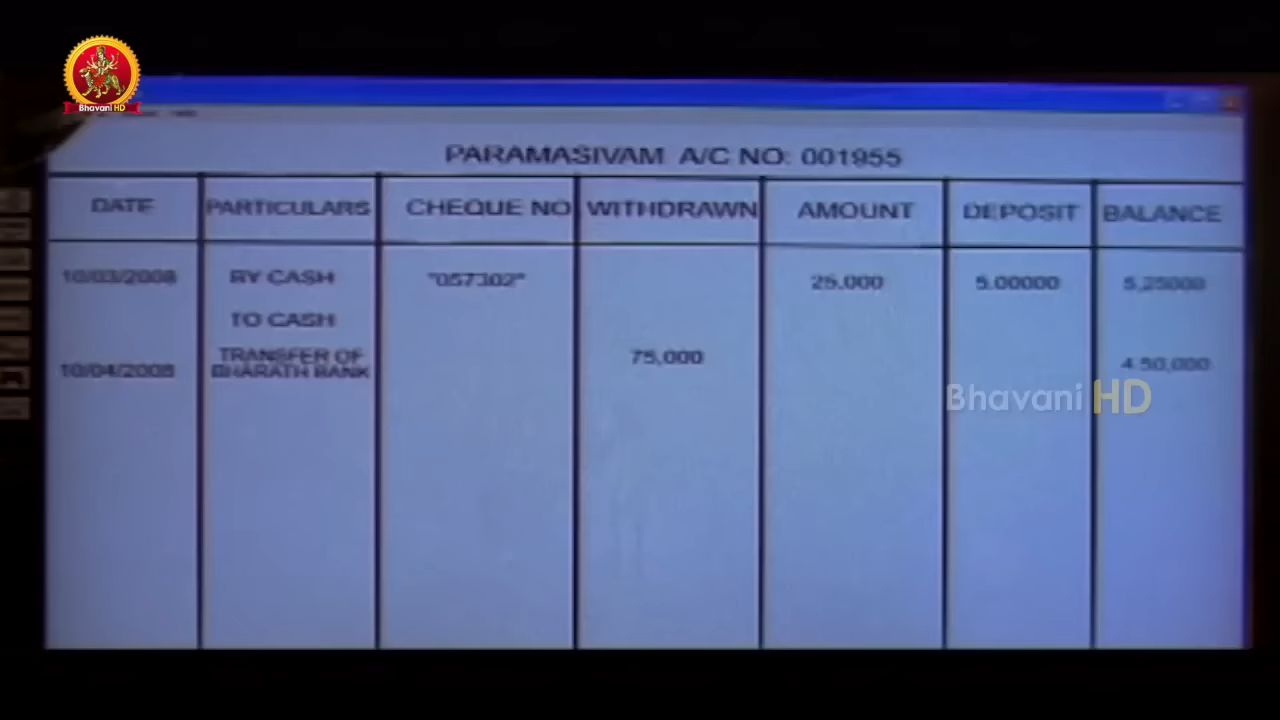 Bhavani HD
PARAMASIVAM A/C NO: 001955
DATE PARTICULARS CHEQUE NO WITHDRAWN AMOUNT DEPOSIT BALANCE
10/03/2008 BY CASH "057302" 25.000 5.00000 5,25000
TO CASH
10/04/2008 TRANSFER OF 75,000 4.50,000
BHARATH BANK
Bhavani HD